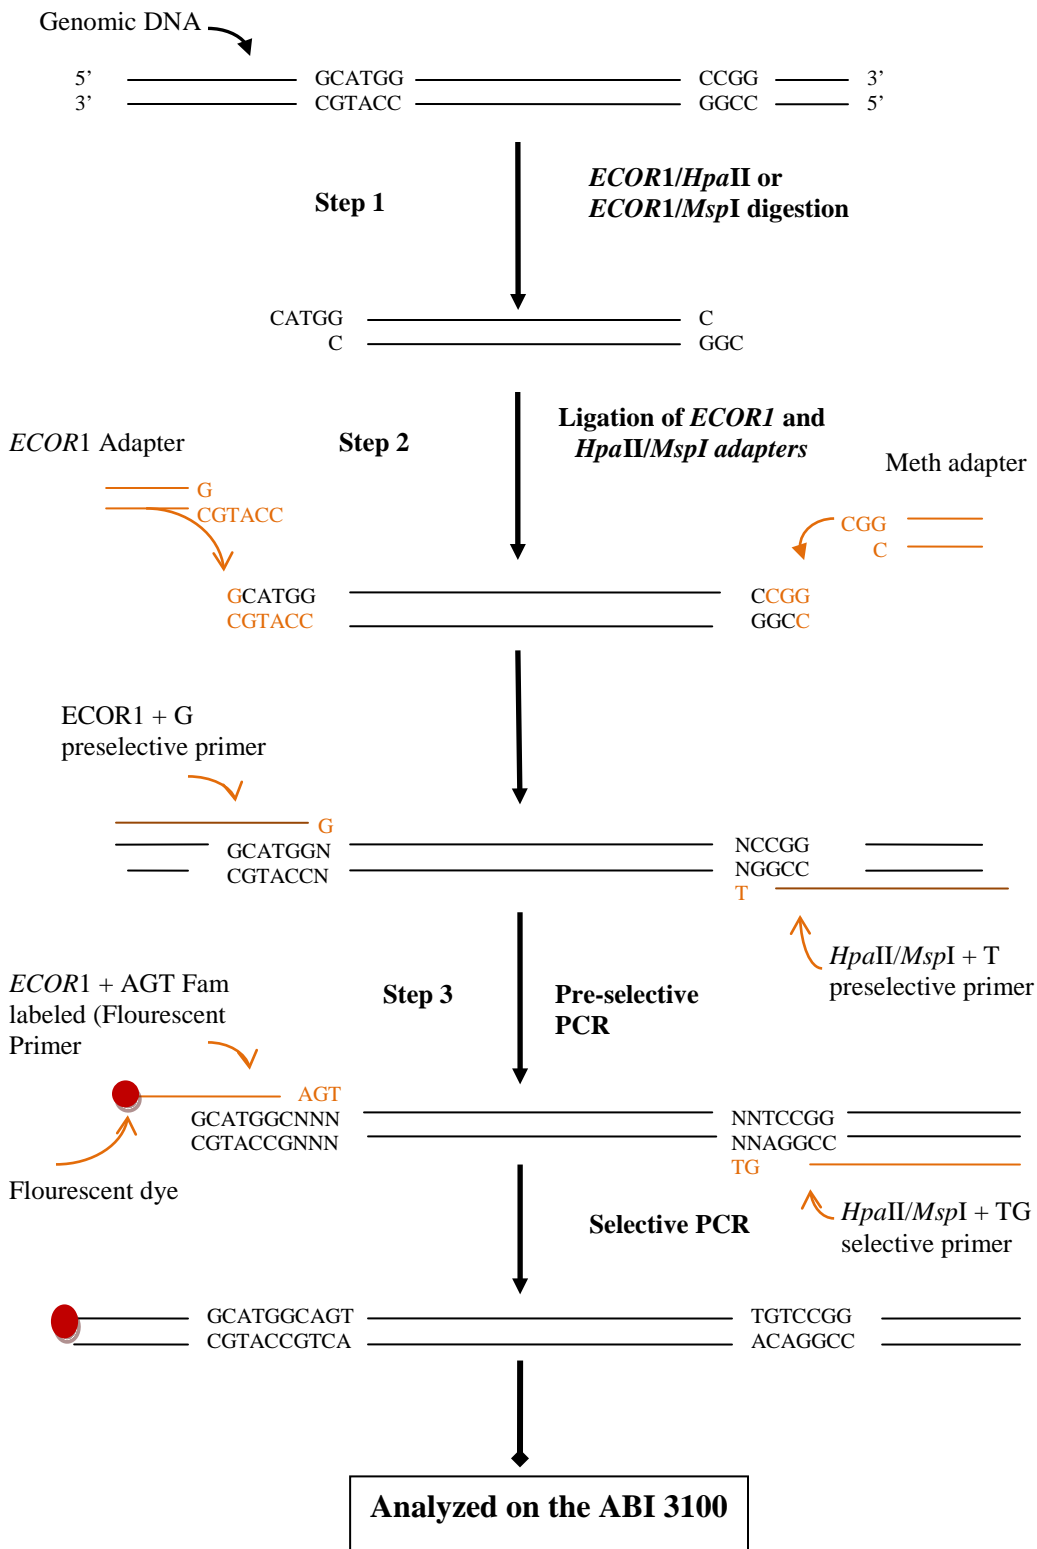 Genomic DNA
5’ GCATGG CCGG 3’
3’ CGTACC GGCC 5’
Step 1
ECOR1/HpaII or
ECOR1/MspI digestion
CATGG C
C GGC
ECOR1 Adapter
Step 2
Ligation of ECOR1 and
HpaII/MspI adapters
Meth adapter
G
CGTACC
CGG
C
GCATGG CCGG
CGTACC GGCC
ECOR1 + G
preselective primer
G
GCATGGN NCCGG
CGTACCN NGGCC
T
HpaII/MspI + T
preselective primer
ECOR1 + AGT Fam
labeled (Flourescent
Primer
Step 3
Pre-selective
PCR
AGT
GCATGGCNNN NNTCCGG
CGTACCGNNN NNAGGCC
TG
Flourescent dye
HpaII/MspI + TG
selective primer
Selective PCR
GCATGGCAGT TGTCCGG
CGTACCGTCA ACAGGCC
Analyzed on the ABI 3100